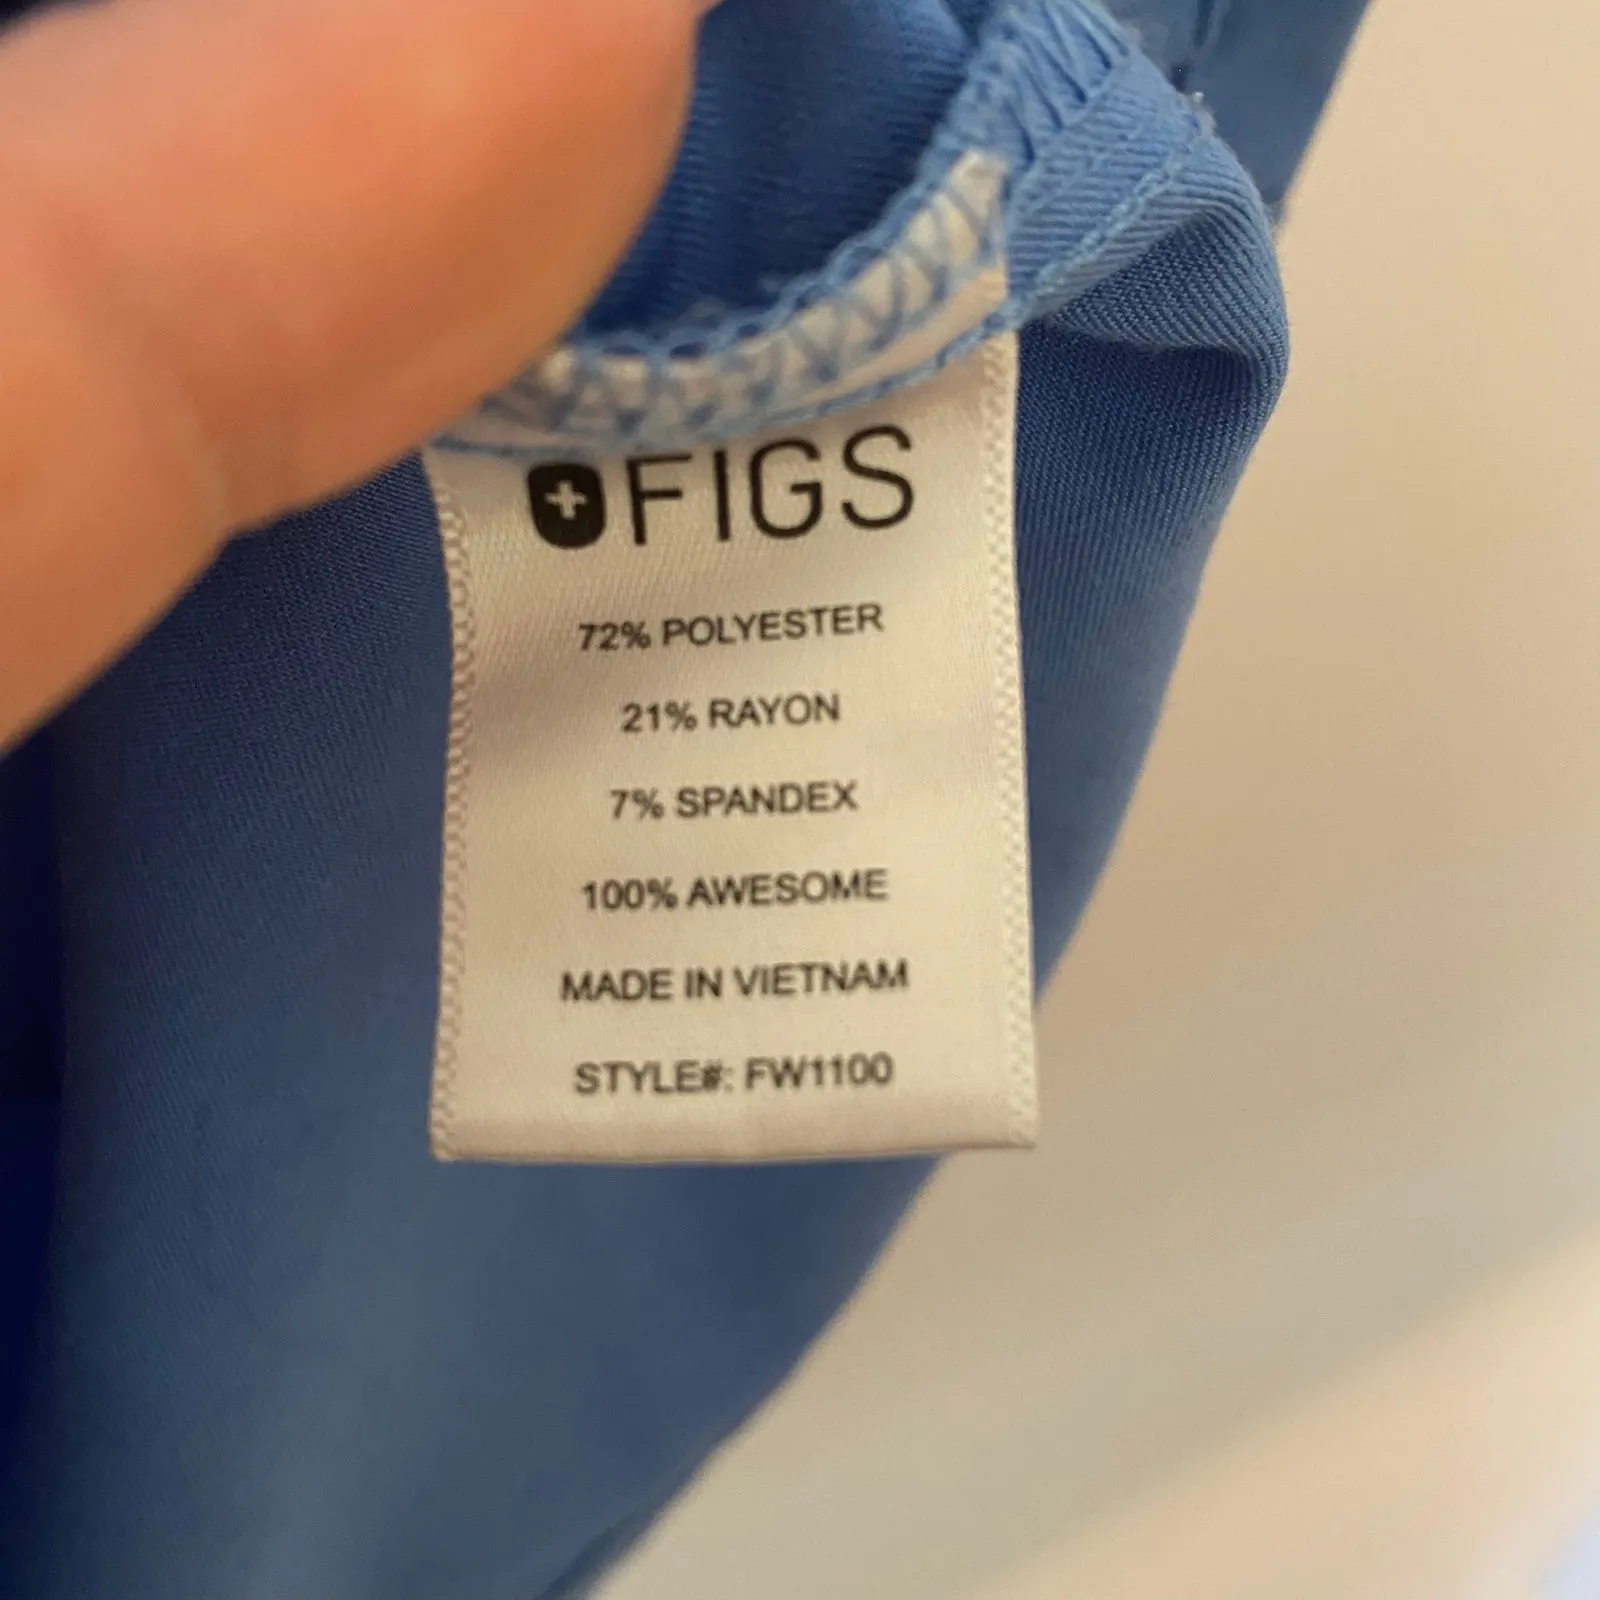 FIGS
72% POLYESTER
21% RAYON
7% SPANDEX
100% AWESOME
MADE IN VIETNAM
STYLE#: FW1100